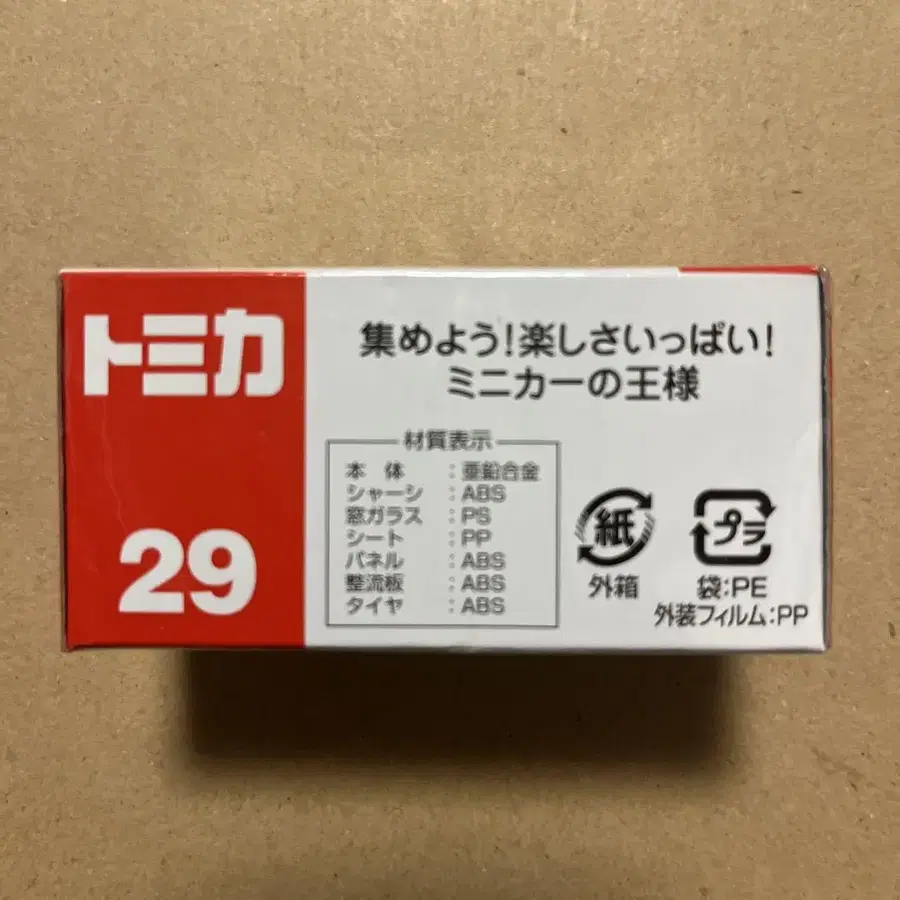 トミカ
29
集めよう!楽しさいっぱい!
ミニカーの王様
材質表示
本 体 :亜鉛合金
シャーシ :ABS
窓ガラス :PS
シート :PP
パネル :ABS
整流板 :ABS
タイヤ :ABS
紙
外箱
プラ
袋:PE
外装フィルム:PP